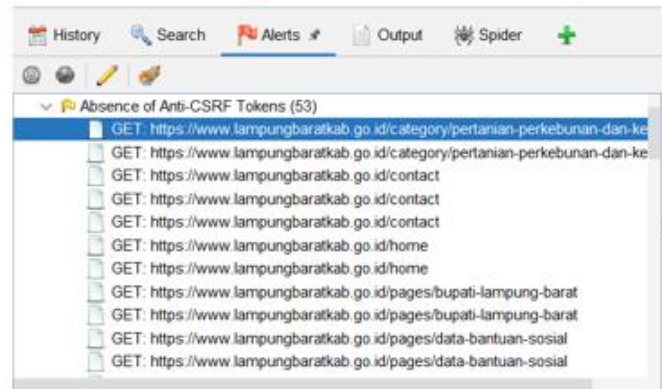 History Search Alerts Output Spider
Absence of Anti-CSRF Tokens (53)
GET: https://www.lampungbaratkab.go.id/category/pertanian-perkebunan-dan-ke
GET: https://www.lampungbaratkab.go.id/category/pertanian-perkebunan-dan-ke
GET: https://www.lampungbaratkab.go.id/contact
GET: https://www.lampungbaratkab.go.id/contact
GET: https://www.lampungbaratkab.go.id/contact
GET: https://www.lampungbaratkab.go.id/home
GET: https://www.lampungbaratkab.go.id/home
GET: https://www.lampungbaratkab.go.id/pages/bupati-lampung-barat
GET: https://www.lampungbaratkab.go.id/pages/bupati-lampung-barat
GET: https://www.lampungbaratkab.go.id/pages/data-bantuan-sosial
GET: https://www.lampungbaratkab.go.id/pages/data-bantuan-sosial